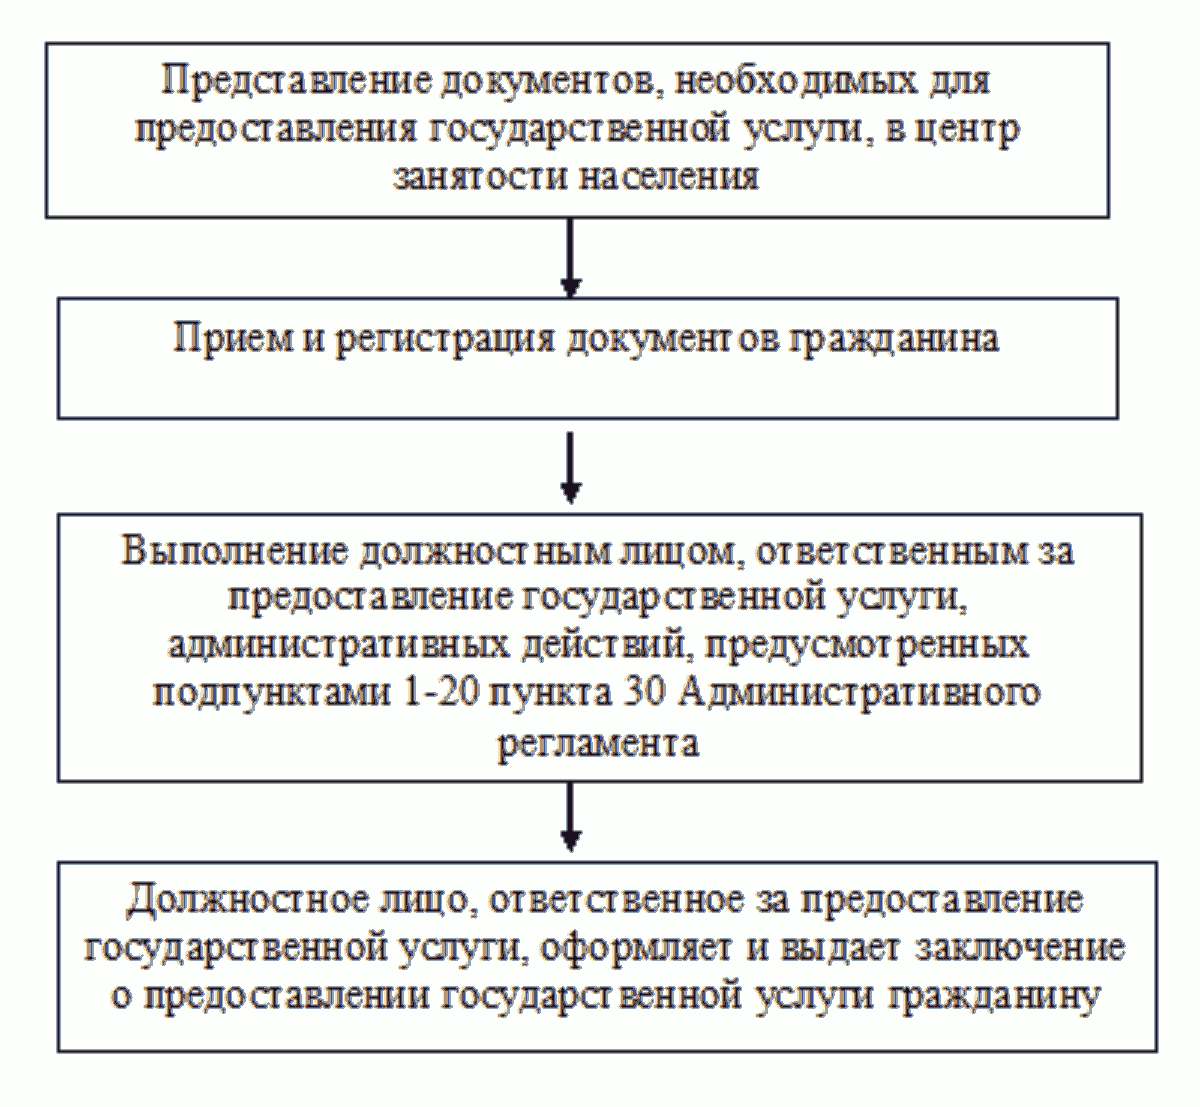 Представление документов, необходимых для
предоставления государственной услуги, в центр
занятости населения
Прием и регистрация документов гражданина
Выполнение должностным лицом, ответственным за
предоставление государственной услуги,
административных действий, предусмотренных
подпунктами 1-20 пункта 30 Административного
регламента
Должностное лицо, ответственное за предоставление
государственной услуги, оформляет и выдает заключение
о предоставлении государственной услуги гражданину